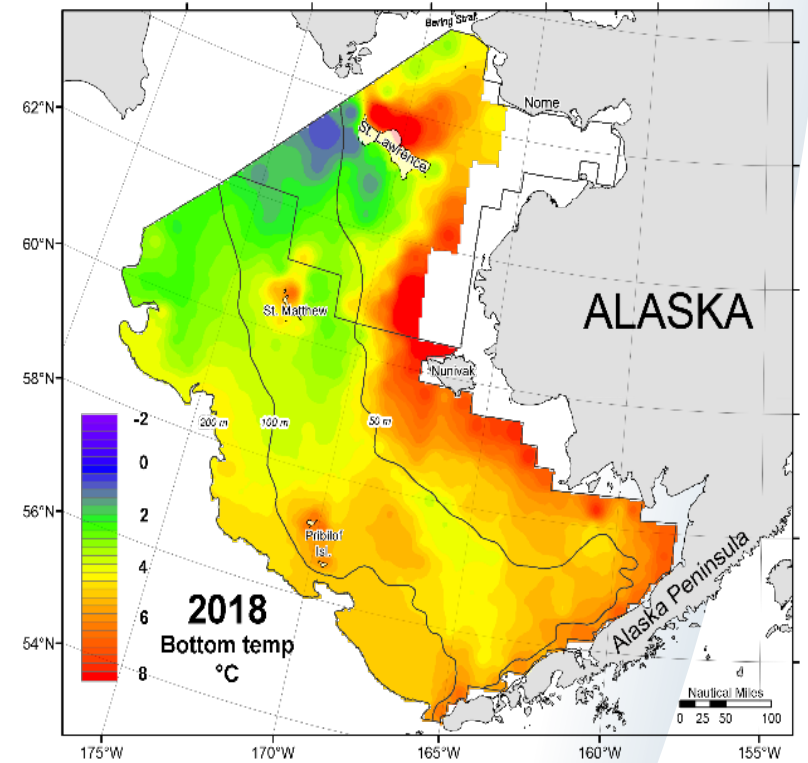 Bering Strait
Nome
62°N
St. Lawrence
60°N
ALASKA
St. Matthew
58°N
Nunivak
-2
200 m
100 m
50 m
0
2
56°N
Pribilof
Isl.
4
Alaska Peninsula
2018
6
Bottom temp
54°N
°C
8
Nautical Miles
0 25 50 100
175°W
170°W
165°W
160°W
155°W